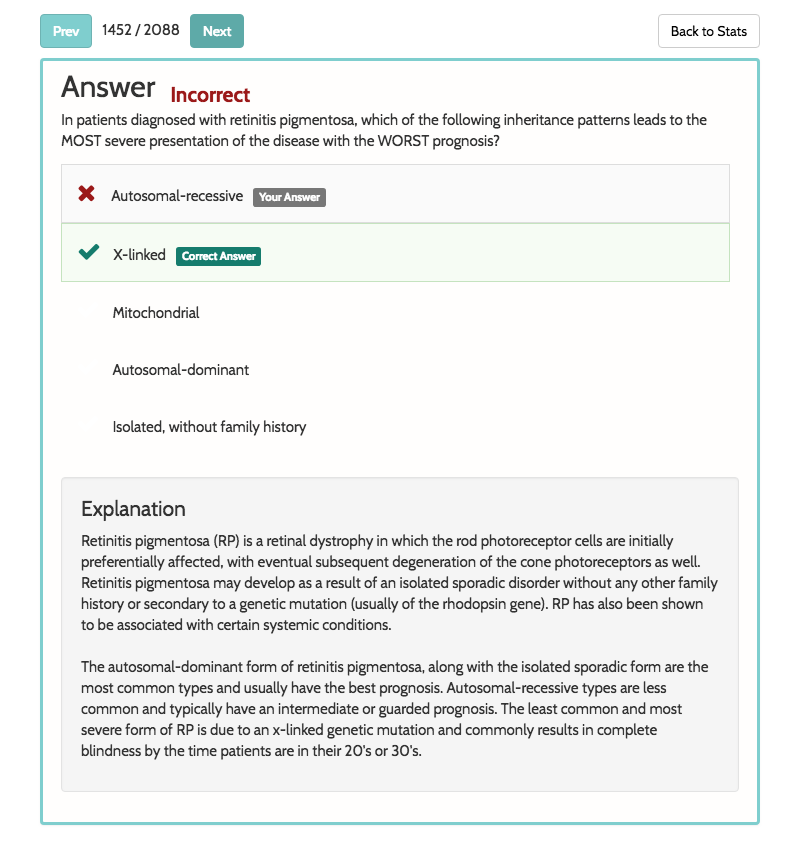 Prev 1452 / 2088 Next Back to Stats
Answer Incorrect
In patients diagnosed with retinitis pigmentosa, which of the following inheritance patterns leads to the
MOST severe presentation of the disease with the WORST prognosis?
Autosomal-recessive Your Answer
X-linked Correct Answer
Mitochondrial
Autosomal-dominant
Isolated, without family history
Explanation
Retinitis pigmentosa (RP) is a retinal dystrophy in which the rod photoreceptor cells are initially
preferentially affected, with eventual subsequent degeneration of the cone photoreceptors as well.
Retinitis pigmentosa may develop as a result of an isolated sporadic disorder without any other family
history or secondary to a genetic mutation (usually of the rhodopsin gene). RP has also been shown
to be associated with certain systemic conditions.
The autosomal-dominant form of retinitis pigmentosa, along with the isolated sporadic form are the
most common types and usually have the best prognosis. Autosomal-recessive types are less
common and typically have an intermediate or guarded prognosis. The least common and most
severe form of RP is due to an x-linked genetic mutation and commonly results in complete
blindness by the time patients are in their 20's or 30's.